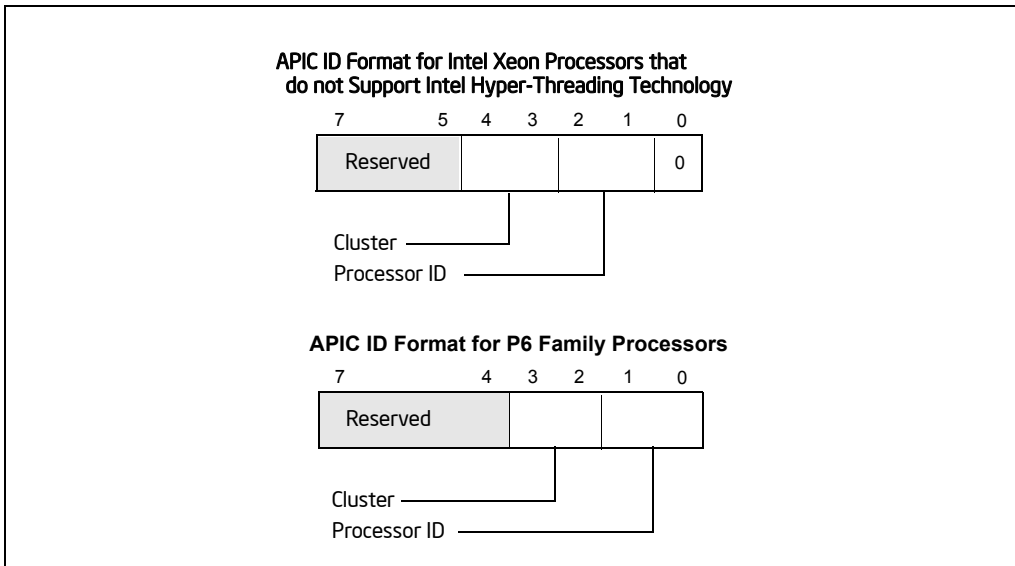 APIC ID Format for Intel Xeon Processors that
do not Support Intel Hyper-Threading Technology
7 5 4 3 2 1 0
Reserved 0
Cluster
Processor ID
APIC ID Format for P6 Family Processors
7 4 3 2 1 0
Reserved
Cluster
Processor ID